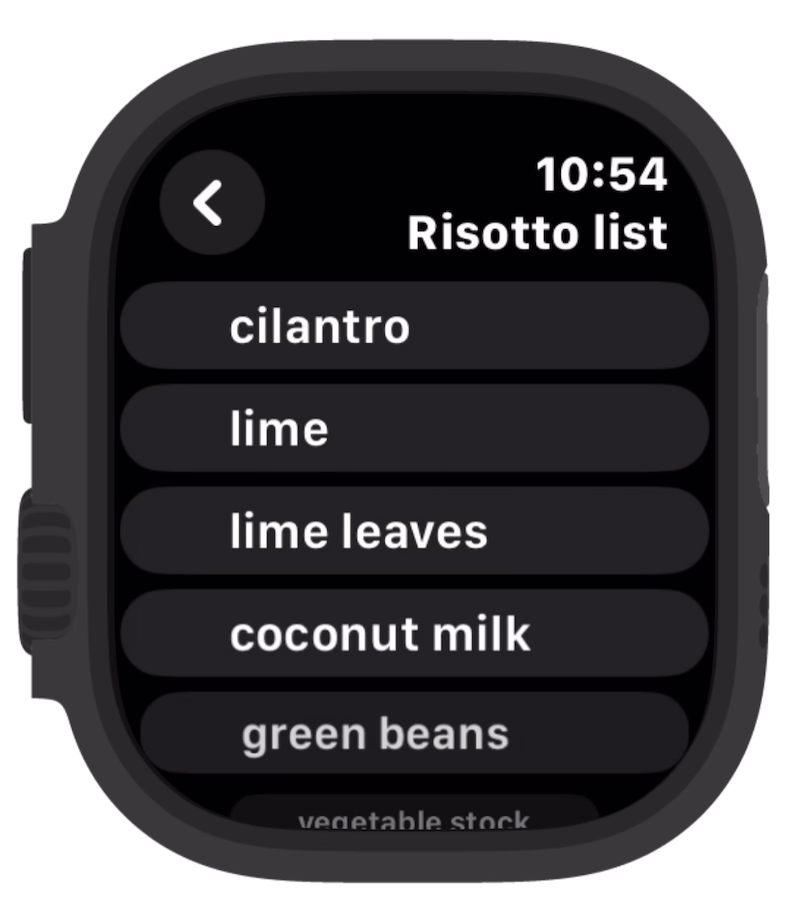 10:54
Risotto list
cilantro
lime
lime leaves
coconut milk
green beans
vegetable stock